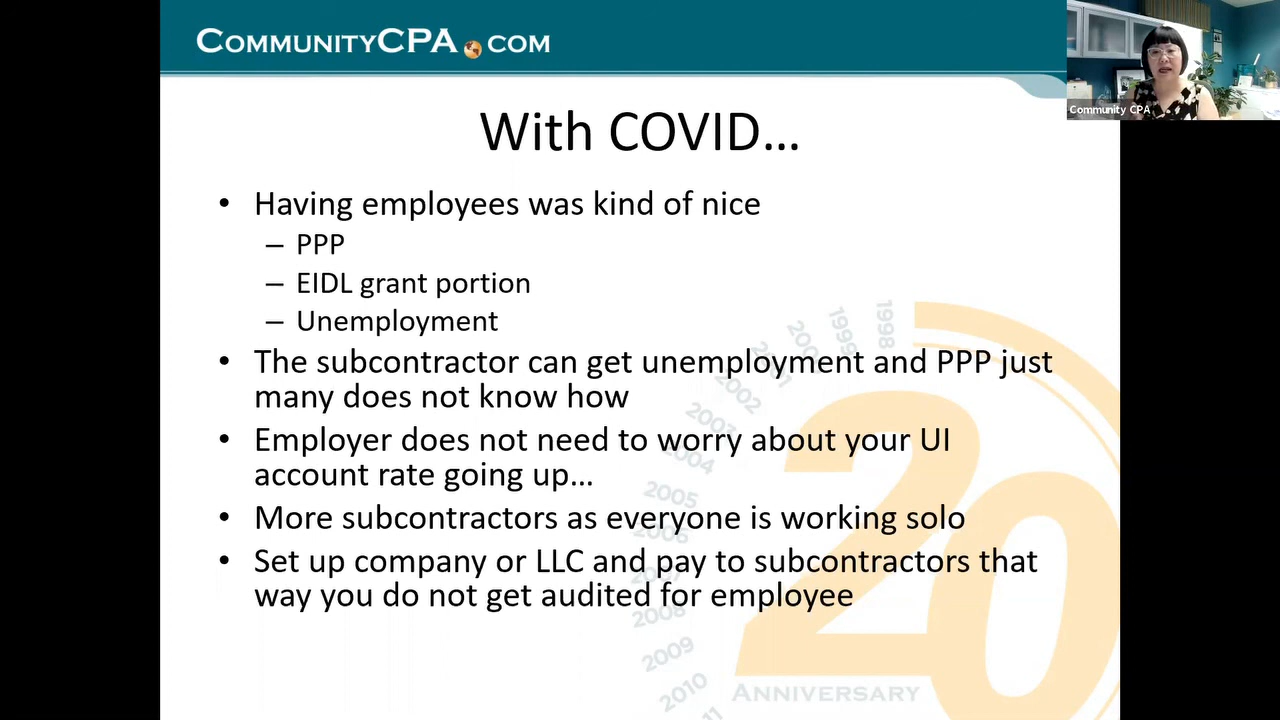 COMMUNITYCPA.COM
Community CPA
With COVID…
• Having employees was kind of nice
– PPP
– EIDL grant portion
– Unemployment
• The subcontractor can get unemployment and PPP just
many does not know how
• Employer does not need to worry about your UI
account rate going up…
• More subcontractors as everyone is working solo
• Set up company or LLC and pay to subcontractors that
way you do not get audited for employee
1998
1999
2002
2003
2004
2005
2006
2008
2009
2010
20
ANNIVERSARY